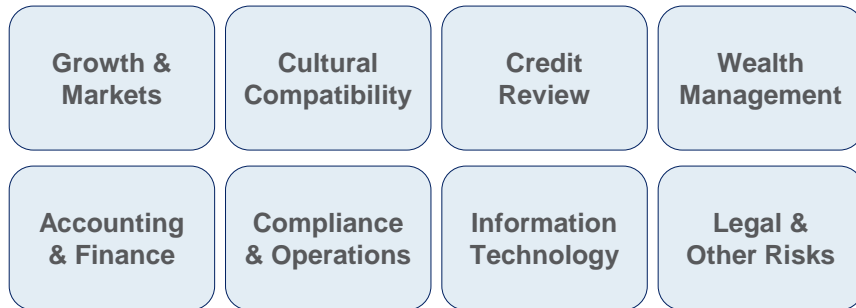 Growth &
Markets
Cultural
Compatibility
Credit
Review
Wealth
Management
Accounting
& Finance
Compliance
& Operations
Information
Technology
Legal &
Other Risks